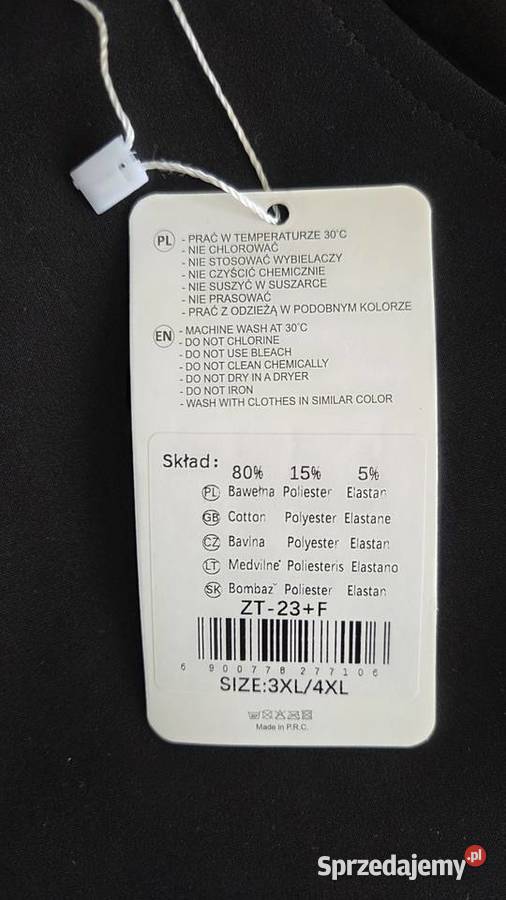 PL
- PRAĆ W TEMPERATURZE 30°C
- NIE CHLOROWAĆ
- NIE STOSOWAĆ WYBIELACZY
- NIE CZYŚCIĆ CHEMICZNIE
- NIE SUSZYĆ W SUSZARCE
- NIE PRASOWAĆ
- PRAĆ Z ODZIEŻĄ W PODOBNYM KOLORZE
EN
- MACHINE WASH AT 30°C
- DO NOT CHLORINE
- DO NOT USE BLEACH
- DO NOT CLEAN CHEMICALLY
- DO NOT DRY IN A DRYER
- DO NOT IRON
- WASH WITH CLOTHES IN SIMILAR COLOR
Skład: 80% 15% 5%
PL Bawełna Poliester Elastan
GB Cotton Polyester Elastane
CZ Bavlna Polyester Elastan
LT Medvilne˙ Poliesteris Elastano
SK Bombazˇ Poliester Elastan
ZT-23+F
6 900778 277106
SIZE:3XL/4XL
Made in P.R.C.
Sprzedajemy.pl